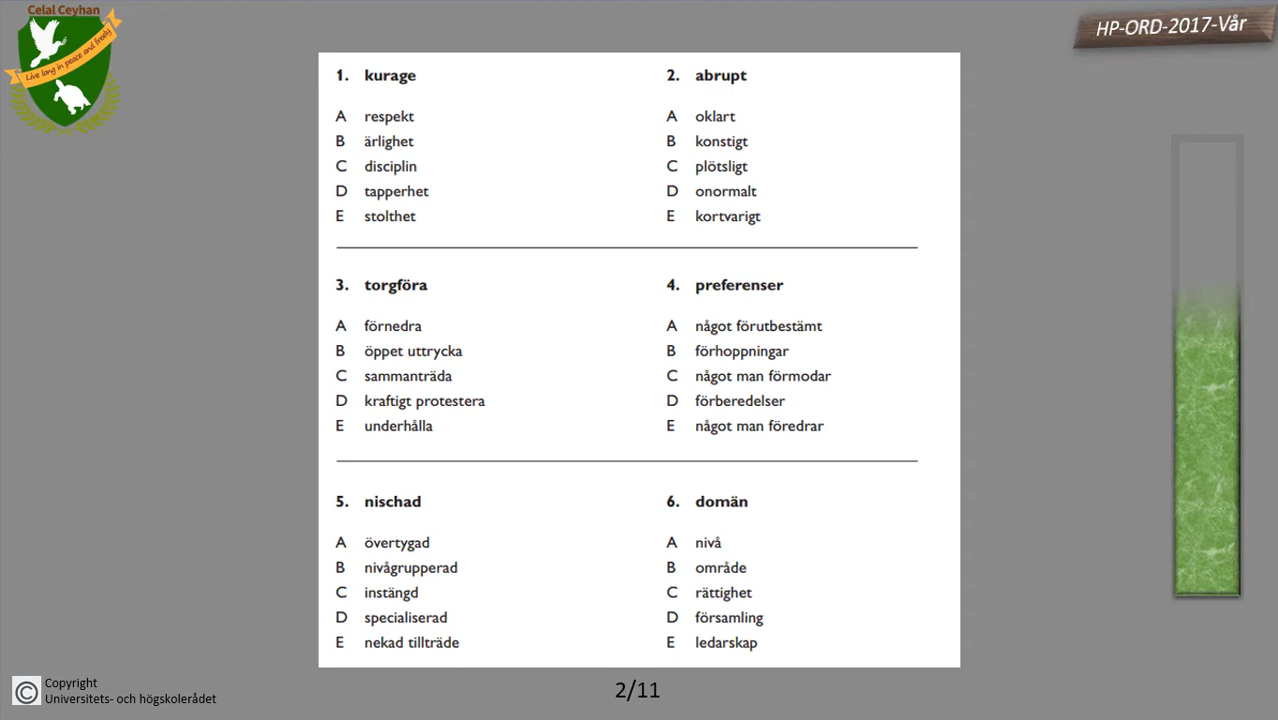 Celal Ceyhan
Live long in peace and freely
HP-ORD-2017-Vår
1. kurage
A respekt
B ärlighet
C disciplin
D tapperhet
E stolthet
2. abrupt
A oklart
B konstigt
C plötsligt
D onormalt
E kortvarigt
3. torgföra
A förnedra
B öppet uttrycka
C sammanträda
D kraftigt protestera
E underhålla
4. preferenser
A något förutbestämt
B förhoppningar
C något man förmodar
D förberedelser
E något man föredrar
5. nischad
A övertygad
B nivågrupperad
C instängd
D specialiserad
E nekad tillträde
6. domän
A nivå
B område
C rättighet
D församling
E ledarskap
© Copyright
Universitets- och högskolerådet
2/11